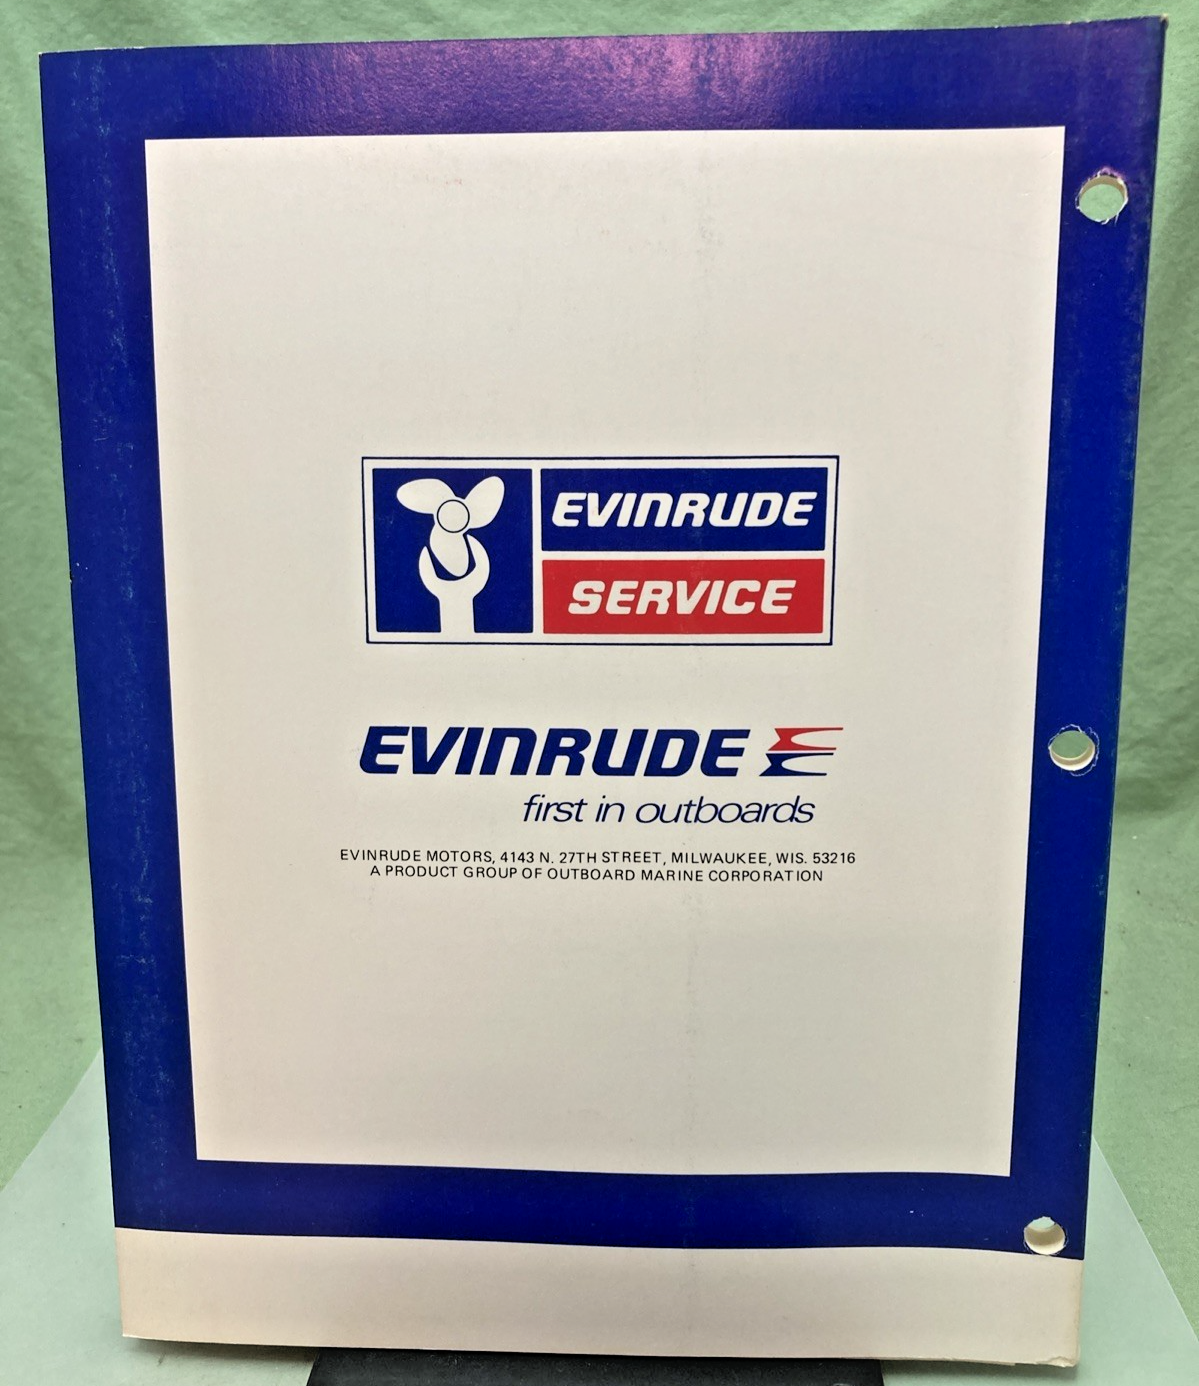 EVINRUDE
SERVICE
EVINRUDE
first in outboards
EVINRUDE MOTORS, 4143 N. 27TH STREET, MILWAUKEE, WIS. 53216
A PRODUCT GROUP OF OUTBOARD MARINE CORPORATION